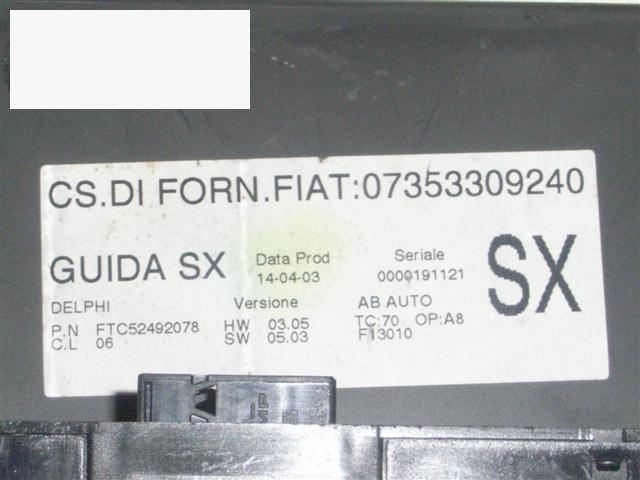 CS.DI FORN.FIAT:07353309240
GUIDA SX
Data Prod
14-04-03
Seriale
0000191121
SX
DELPHI
P.N FTC52492078
C.L 06
Versione
HW 03.05
SW 05.03
AB AUTO
TC:70 OP:A8
F13010